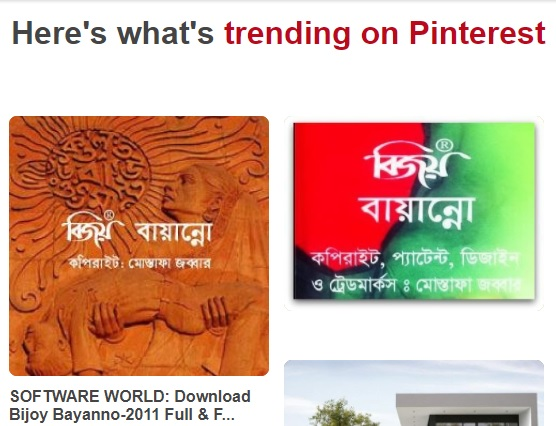 Here's what's trending on Pinterest
বিজয়®
বায়ান্নো
কপিরাইট: মোস্তাফা জব্বার
SOFTWARE WORLD: Download
Bijoy Bayanno-2011 Full & F...
বিজয়®
বায়ান্নো
কপিরাইট, প্যাটেন্ট, ডিজাইন
ও ট্রেডমার্কস : মোস্তাফা জব্বার